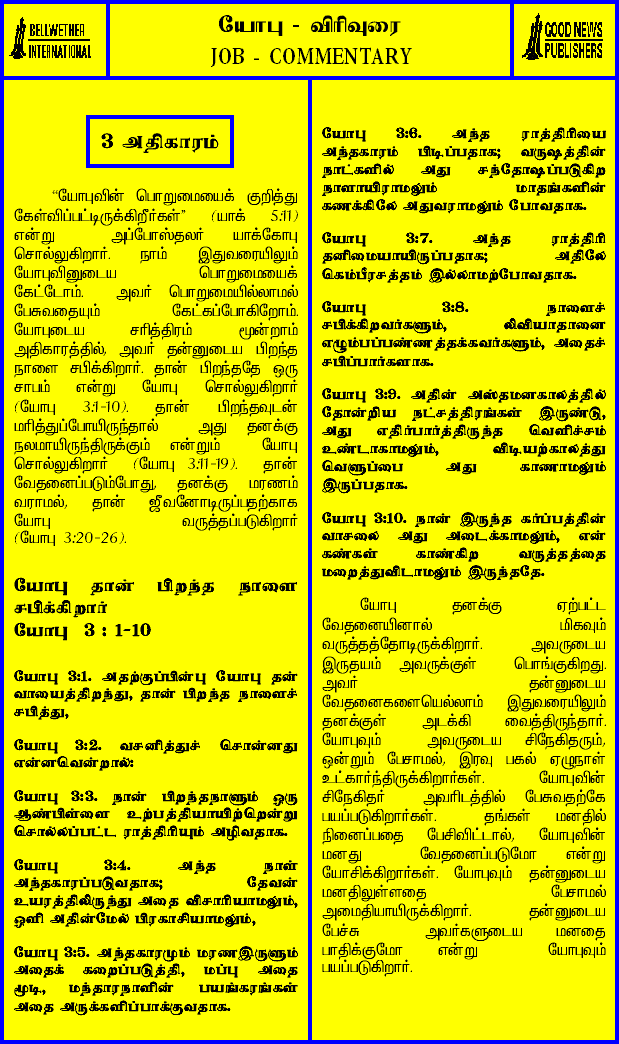 BELLWETHER
INTERNATIONAL
யோபு - விரிவுரை
JOB - COMMENTARY
GOOD NEWS
PUBLISHERS
3 அதிகாரம்
“யோபுவின் பொறுமையைக் குறித்து
கேள்விப்பட்டிருக்கிறீர்கள்” (யாக் 5:11)
என்று அப்போஸ்தலர் யாக்கோபு
சொல்லுகிறார். நாம் இதுவரையிலும்
யோபுவினுடைய பொறுமையைக்
கேட்டோம். அவர் பொறுமையில்லாமல்
பேசுவதையும் கேட்கப்போகிறோம்.
யோபுடைய சரித்திரம் மூன்றாம்
அதிகாரத்தில், அவர் தன்னுடைய பிறந்த
நாளை சபிக்கிறார். தான் பிறந்ததே ஒரு
சாபம் என்று யோபு சொல்லுகிறார்
(யோபு 3:1-10). தான் பிறந்தவுடன்
மரித்துப்போயிருந்தால் அது தனக்கு
நலமாயிருந்திருக்கும் என்றும் யோபு
சொல்லுகிறார் (யோபு 3:11-19). தான்
வேதனைப்படும்போது, தனக்கு மரணம்
வராமல், தான் ஜீவனோடிருப்பதற்காக
யோபு வருத்தப்படுகிறார்
(யோபு 3:20-26).
யோபு தான் பிறந்த நாளை
சபிக்கிறார்
யோபு 3 : 1-10
யோபு 3:1. அதற்குப்பின்பு யோபு தன்
வாயைத்திறந்து, தான் பிறந்த நாளைச்
சபித்து,
யோபு 3:2. வசனித்துச் சொன்னது
என்னவென்றால்:
யோபு 3:3. நான் பிறந்தநாளும் ஒரு
ஆண்பிள்ளை உற்பத்தியாயிற்றென்று
சொல்லப்பட்ட ராத்திரியும் அழிவதாக.
யோபு 3:4. அந்த நாள்
அந்தகாரப்படுவதாக; தேவன்
உயரத்திலிருந்து அதை விசாரியாமலும்,
ஒளி அதின்மேல் பிரகாசியாமலும்,
யோபு 3:5. அந்தகாரமும் மரணஇருளும்
அதைக் கறைப்படுத்தி, மப்பு அதை
மூடி, மந்தாரநாளின் பயங்கரங்கள்
அதை அருக்களிப்பாக்குவதாக.
யோபு 3:6. அந்த ராத்திரியை
அந்தகாரம் பிடிப்பதாக; வருஷத்தின்
நாட்களில் அது சந்தோஷப்படுகிற
நாளாயிராமலும் மாதங்களின்
கணக்கிலே அதுவராமலும் போவதாக.
யோபு 3:7. அந்த ராத்திரி
தனிமையாயிருப்பதாக; அதிலே
கெம்பீரசத்தம் இல்லாமற்போவதாக.
யோபு 3:8. நாளைச்
சபிக்கிறவர்களும், லிவியாதானை
எழும்பப்பண்ணத்தக்கவர்களும், அதைச்
சபிப்பார்களாக.
யோபு 3:9. அதின் அஸ்தமனகாலத்தில்
தோன்றிய நட்சத்திரங்கள் இருண்டு,
அது எதிர்பார்த்திருந்த வெளிச்சம்
உண்டாகாமலும், விடியற்காலத்து
வெளுப்பை அது காணாமலும்
இருப்பதாக.
யோபு 3:10. நான் இருந்த கர்ப்பத்தின்
வாசலை அது அடைக்காமலும், என்
கண்கள் காண்கிற வருத்தத்தை
மறைத்துவிடாமலும் இருந்ததே.
யோபு தனக்கு ஏற்பட்ட
வேதனையினால் மிகவும்
வருத்தத்தோடிருக்கிறார். அவருடைய
இருதயம் அவருக்குள் பொங்குகிறது.
அவர் தன்னுடைய
வேதனைகளையெல்லாம் இதுவரையிலும்
தனக்குள் அடக்கி வைத்திருந்தார்.
யோபுவும் அவருடைய சிநேகிதரும்,
ஒன்றும் பேசாமல், இரவு பகல் ஏழுநாள்
உட்கார்ந்திருக்கிறார்கள். யோபுவின்
சிநேகிதர் அவரிடத்தில் பேசுவதற்கே
பயப்படுகிறார்கள். தங்கள் மனதில்
நினைப்பதை பேசிவிட்டால், யோபுவின்
மனது வேதனைப்படுமோ என்று
யோசிக்கிறார்கள். யோபுவும் தன்னுடைய
மனதிலுள்ளதை பேசாமல்
அமைதியாயிருக்கிறார். தன்னுடைய
பேச்சு அவர்களுடைய மனதை
பாதிக்குமோ என்று யோபுவும்
பயப்படுகிறார்.